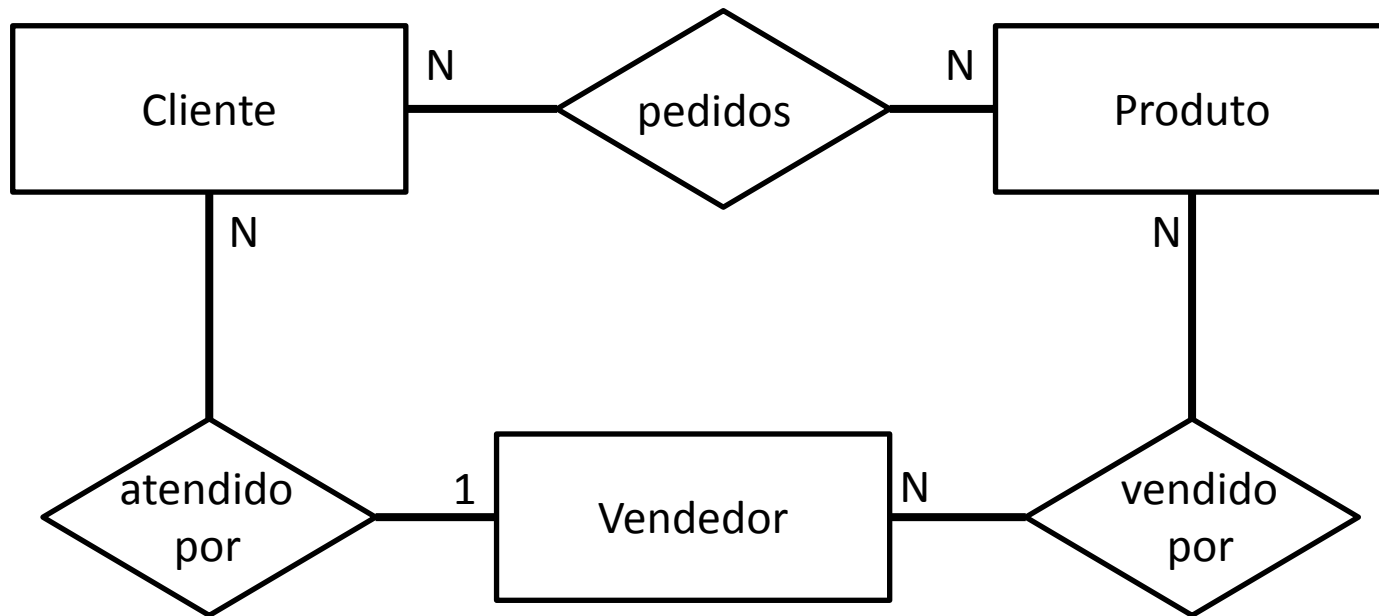 N
N
Cliente
pedidos
Produto
N
N
atendido
por
1
Vendedor
N
vendido
por